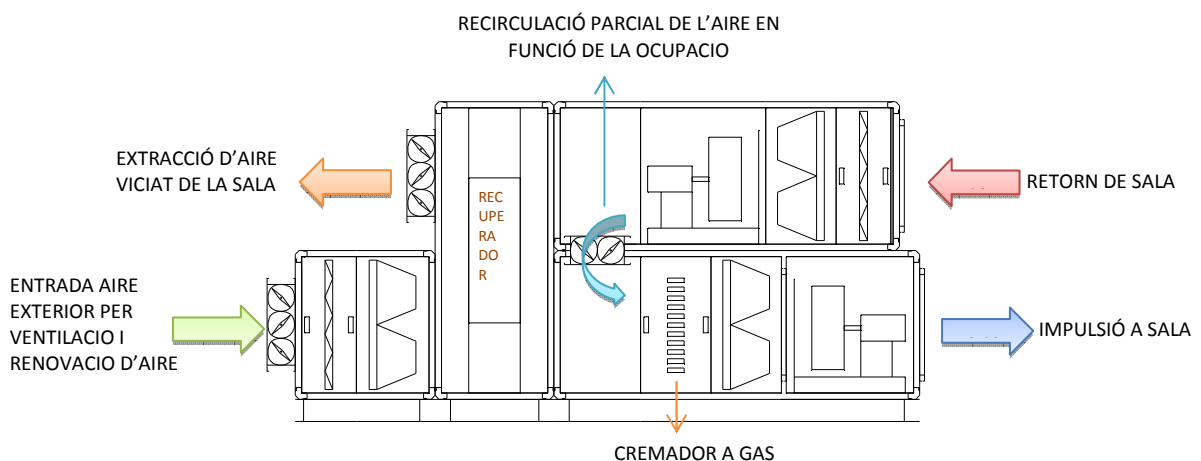 RECIRCULACIÓ PARCIAL DE L’AIRE EN
FUNCIÓ DE LA OCUPACIO
EXTRACCIÓ D’AIRE
VICIAT DE LA SALA
REC
UPE
RA
DO
R
RETORN DE SALA
ENTRADA AIRE
EXTERIOR PER
VENTILACIO I
RENOVACIO D’AIRE
IMPULSIÓ A SALA
CREMADOR A GAS